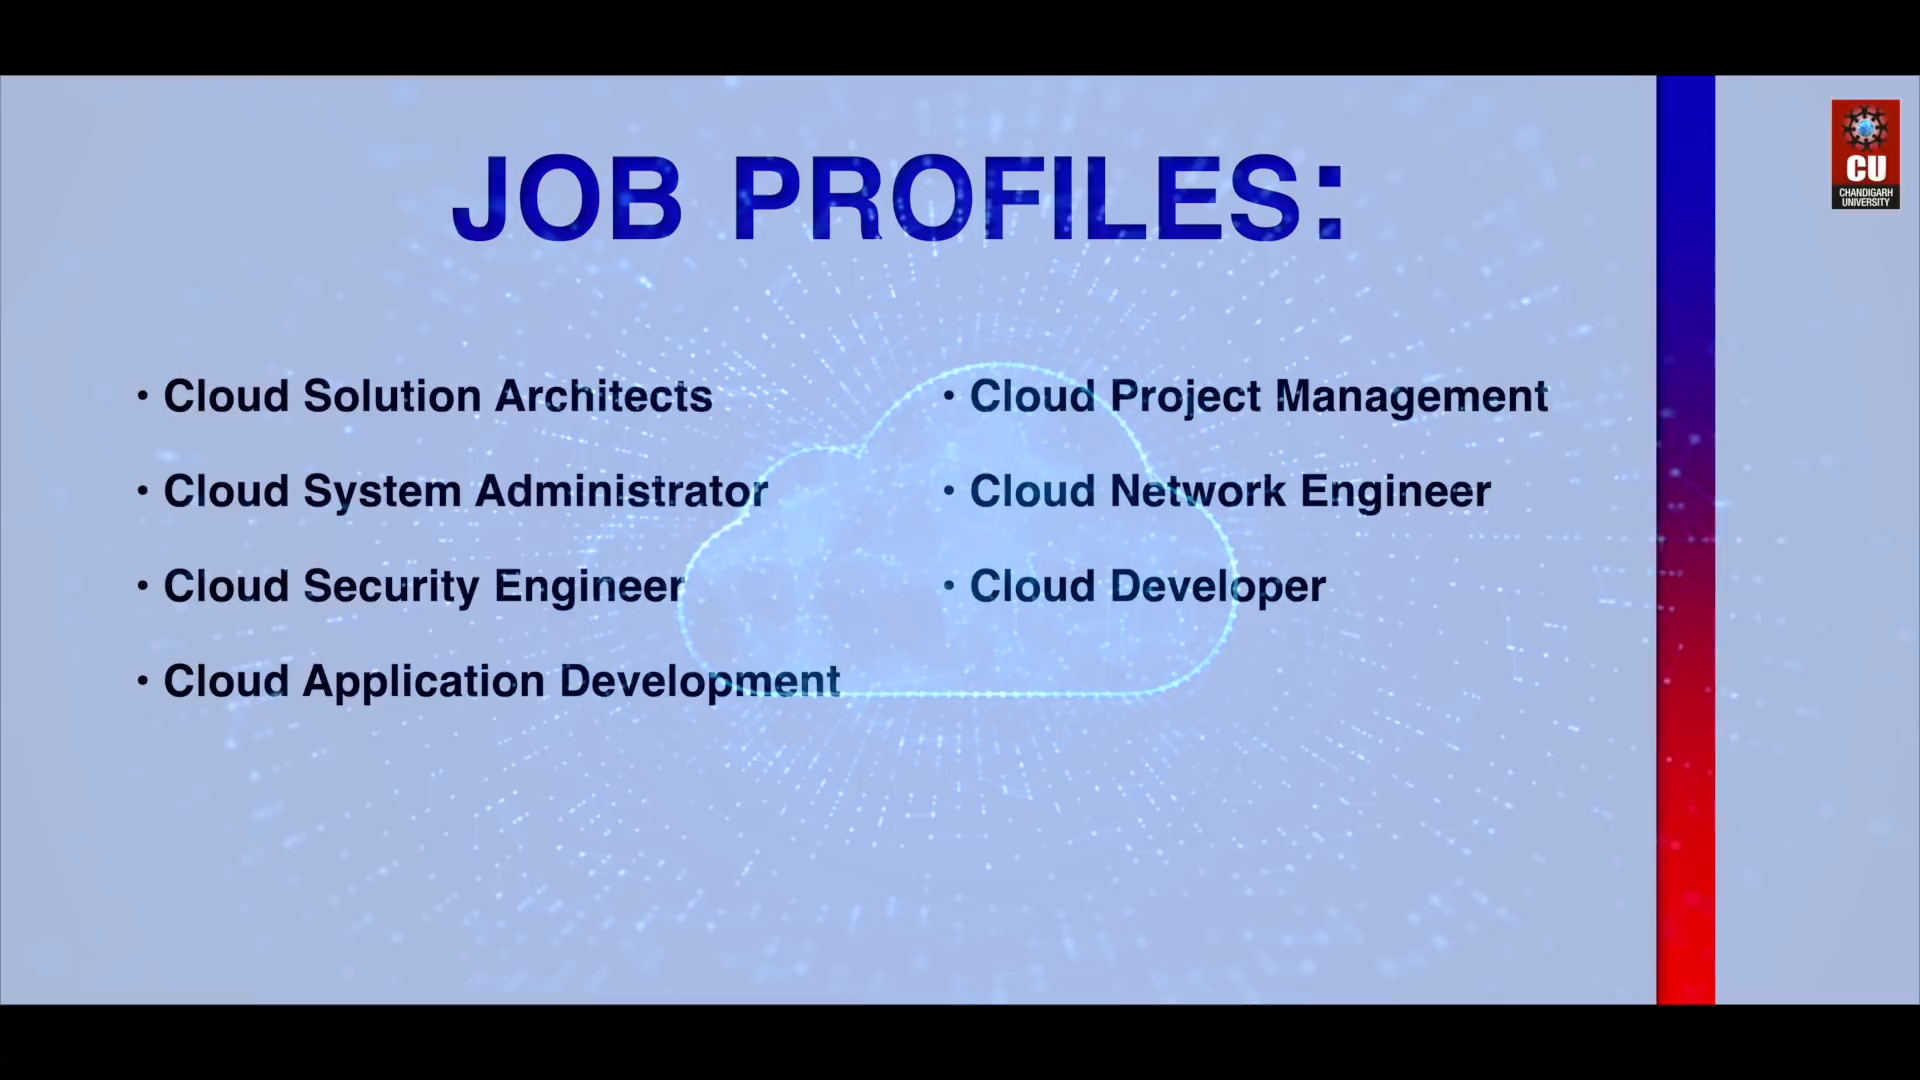 JOB PROFILES:
• Cloud Solution Architects
• Cloud System Administrator
• Cloud Security Engineer
• Cloud Application Development
• Cloud Project Management
• Cloud Network Engineer
• Cloud Developer
CU
CHANDIGARH
UNIVERSITY